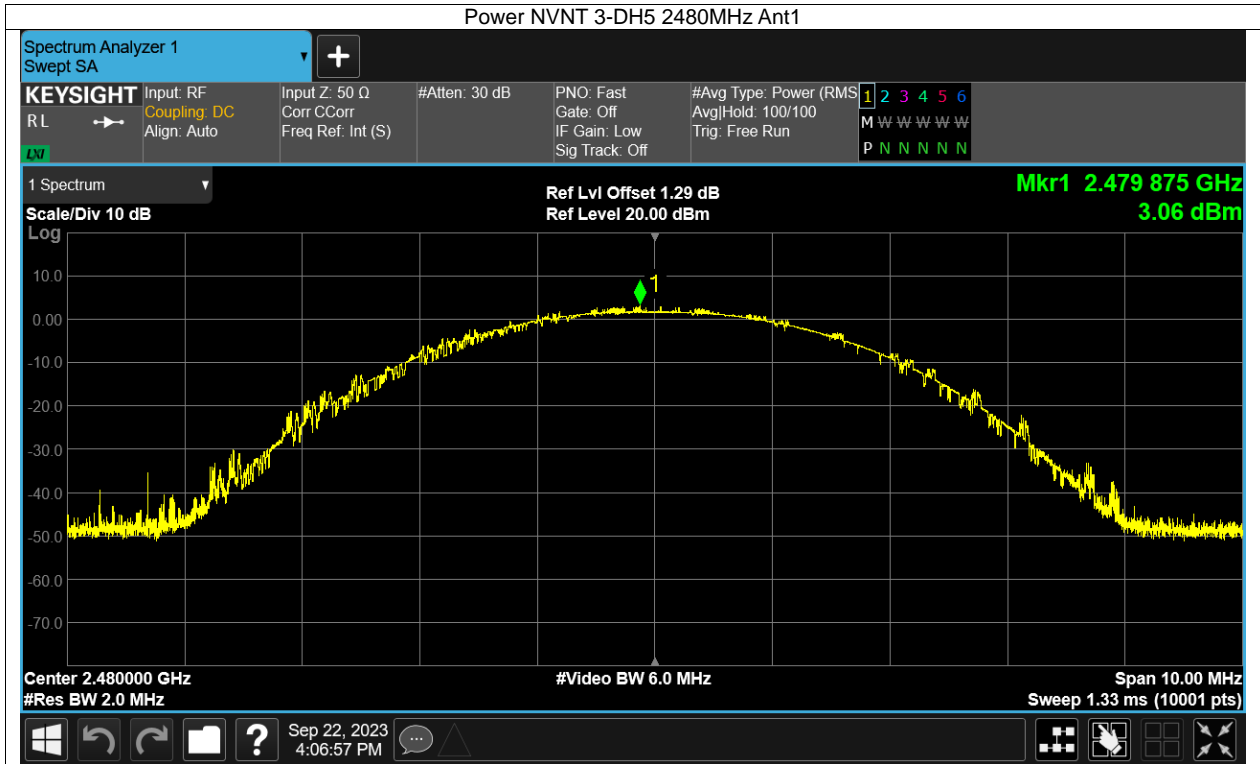 Power NVNT 3-DH5 2480MHz Ant1
Spectrum Analyzer 1
Swept SA
KEYSIGHT
R L
LXI
Input: RF
Coupling: DC
Align: Auto
Input Z: 50 Ω
Corr CCorr
Freq Ref: Int (S)
#Atten: 30 dB
PNO: Fast
Gate: Off
IF Gain: Low
Sig Track: Off
#Avg Type: Power (RMS
Avg|Hold: 100/100
Trig: Free Run
1 2 3 4 5 6
M W W W W W
P N N N N N
1 Spectrum
Scale/Div 10 dB
Log
Ref Lvl Offset 1.29 dB
Ref Level 20.00 dBm
Mkr1 2.479 875 GHz
3.06 dBm
10.0
0.00
-10.0
-20.0
-30.0
-40.0
-50.0
-60.0
-70.0
1
Center 2.480000 GHz
#Res BW 2.0 MHz
#Video BW 6.0 MHz
Span 10.00 MHz
Sweep 1.33 ms (10001 pts)
?
Sep 22, 2023
4:06:57 PM